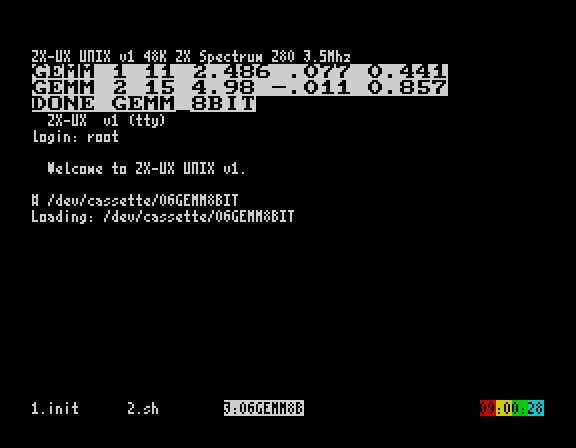 ZX-UX UNIX v1 48K ZX Spectrum Z80 3.5Mhz
GEMM 1 11 2.486 .077 0.441
GEMM 2 15 4.98 -.011 0.857
DONE GEMM 8BIT
ZX-UX v1 (tty)
login: root
Welcome to ZX-UX UNIX v1.
# /dev/cassette/06GEMM8BIT
Loading: /dev/cassette/06GEMM8BIT
1.init 2.sh 3.06GEMM8B 09:00:28